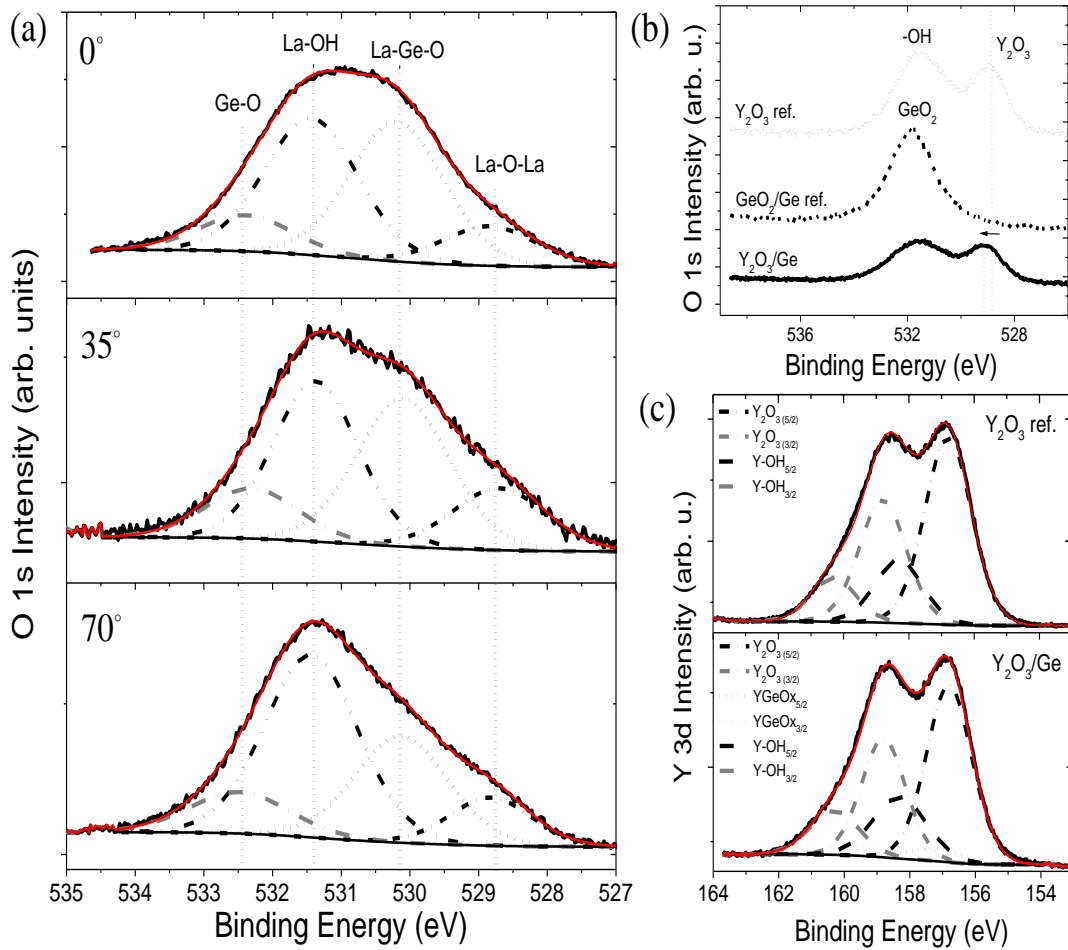 (a)
0°
La-OH
La-Ge-O
Ge-O
La-O-La
35°
70°
O 1s Intensity (arb. units)
535 534 533 532 531 530 529 528 527
Binding Energy (eV)
(b)
-OH
Y₂O₃
Y₂O₃ ref.
GeO₂
GeO₂/Ge ref.
Y₂O₃/Ge
O 1s Intensity (arb. u.)
536 532 528
Binding Energy (eV)
(c)
Y₂O₃ (5/2)
Y₂O₃ (3/2)
Y-OH5/2
Y-OH3/2
Y₂O₃ ref.
Y₂O₃ (5/2)
Y₂O₃ (3/2)
YGeOx5/2
YGeOx3/2
Y-OH5/2
Y-OH3/2
Y₂O₃/Ge
Y 3d Intensity (arb. u.)
164 162 160 158 156 154
Binding Energy (eV)